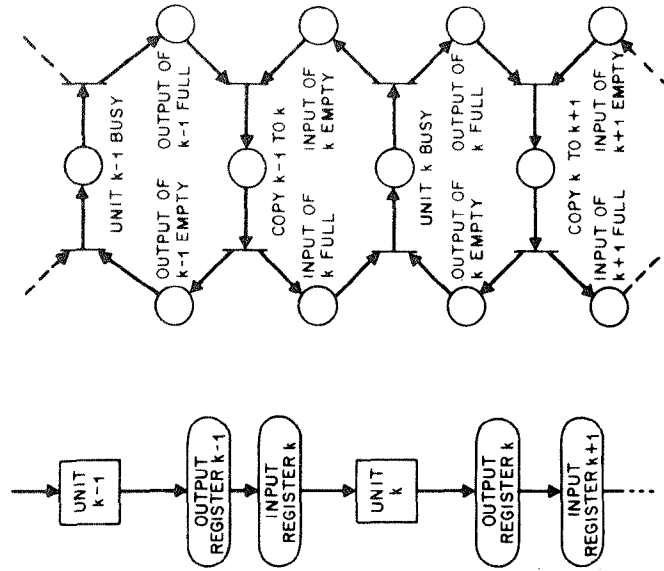 UNIT k-1 BUSY
OUTPUT OF
k-1 EMPTY
OUTPUT OF
k-1 FULL
COPY k-1 TO k
INPUT OF
k FULL
INPUT OF
k EMPTY
UNIT k BUSY
OUTPUT OF
k EMPTY
OUTPUT OF
k FULL
COPY k TO k+1
INPUT OF
k+1 FULL
INPUT OF
k+1 EMPTY
UNIT
k-1
OUTPUT
REGISTER k-1
INPUT
REGISTER k
UNIT
k
OUTPUT
REGISTER k
INPUT
REGISTER k+1